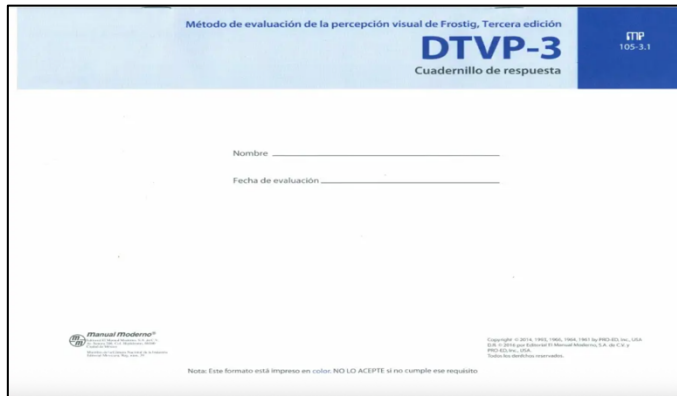 Método de evaluación de la percepción visual de Frostig, Tercera edición
DTVP-3
Cuadernillo de respuesta
mp
105-3.1
Nombre
Fecha de evaluación
Manual Moderno®
Copyright © 2014, 1993, 1966, 1964, 1961 by PRO-ED, Inc., USA
D.R. © 2016 por Editorial El Manual Moderno, S.A. de C.V. y
PRO-ED, Inc., USA.
Todos los derechos reservados.
Nota: Este formato está impreso en color. NO LO ACEPTE si no cumple ese requisito